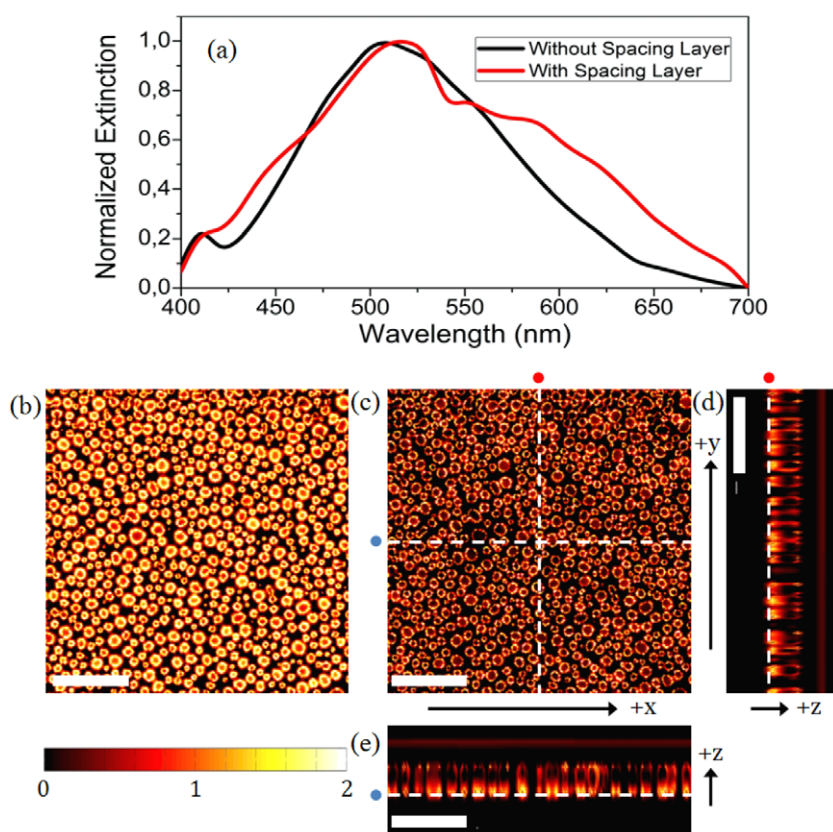 (a)
Without Spacing Layer
With Spacing Layer
Normalized Extinction
1,0
0,8
0,6
0,4
0,2
0,0
400 450 500 550 600 650 700
Wavelength (nm)
(b)
(c)
(d)
+y
+x
+z
(e)
+z
0 1 2